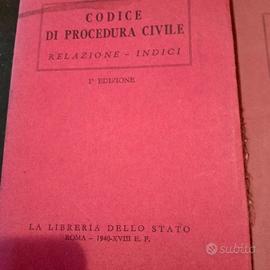 CODICE
DI PROCEDURA CIVILE
RELAZIONE - INDICI
1ª EDIZIONE
LA LIBRERIA DELLO STATO
ROMA - 1940-XVIII E. F.
subito